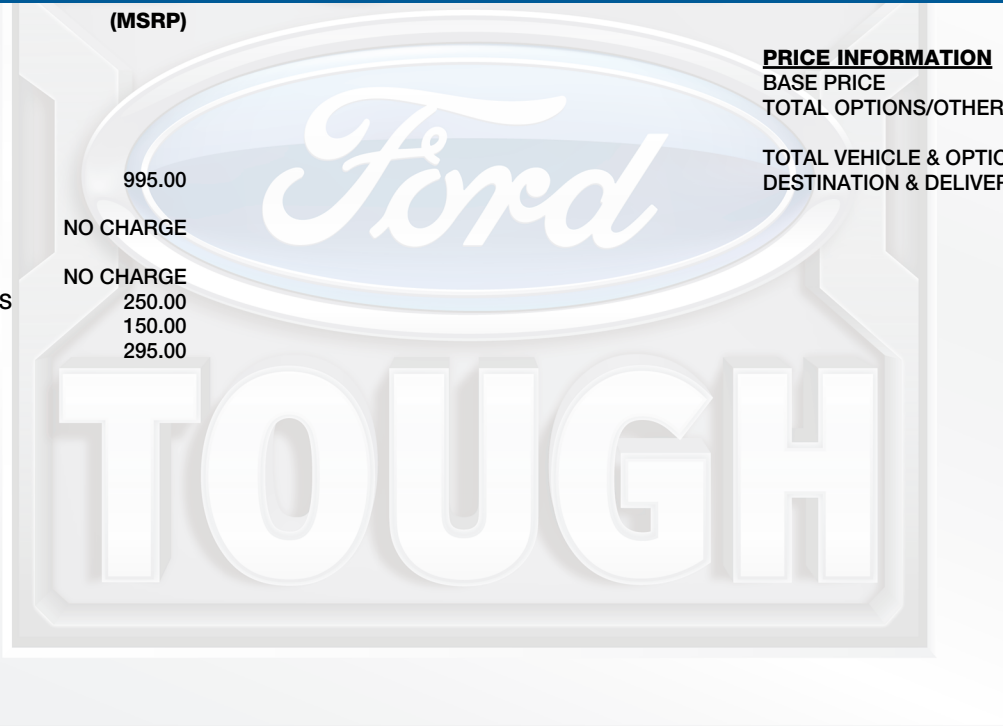 (MSRP)
995.00
NO CHARGE
NO CHARGE
S 250.00
150.00
295.00
PRICE INFORMATION
BASE PRICE
TOTAL OPTIONS/OTHER
TOTAL VEHICLE & OPTIO
DESTINATION & DELIVER
Ford
TOUGH